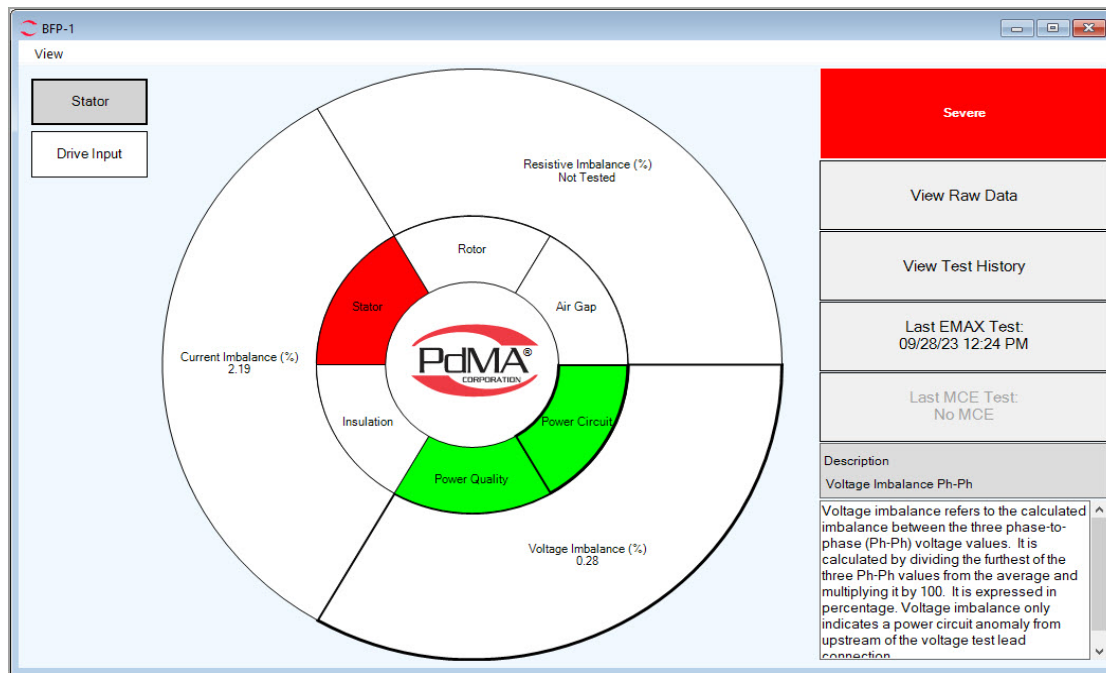 BFP-1
View
Stator
Drive Input
Resistive Imbalance (%)
Not Tested
Rotor
Air Gap
Stator
Current Imbalance (%)
2.19
PdMA®
CORPORATION
Insulation
Power Circuit
Power Quality
Voltage Imbalance (%)
0.28
Severe
View Raw Data
View Test History
Last EMAX Test:
09/28/23 12:24 PM
Last MCE Test:
No MCE
Description
Voltage Imbalance Ph-Ph
Voltage imbalance refers to the calculated
imbalance between the three phase-to-
phase (Ph-Ph) voltage values. It is
calculated by dividing the furthest of the
three Ph-Ph values from the average and
multiplying it by 100. It is expressed in
percentage. Voltage imbalance only
indicates a power circuit anomaly from
upstream of the voltage test lead
connection